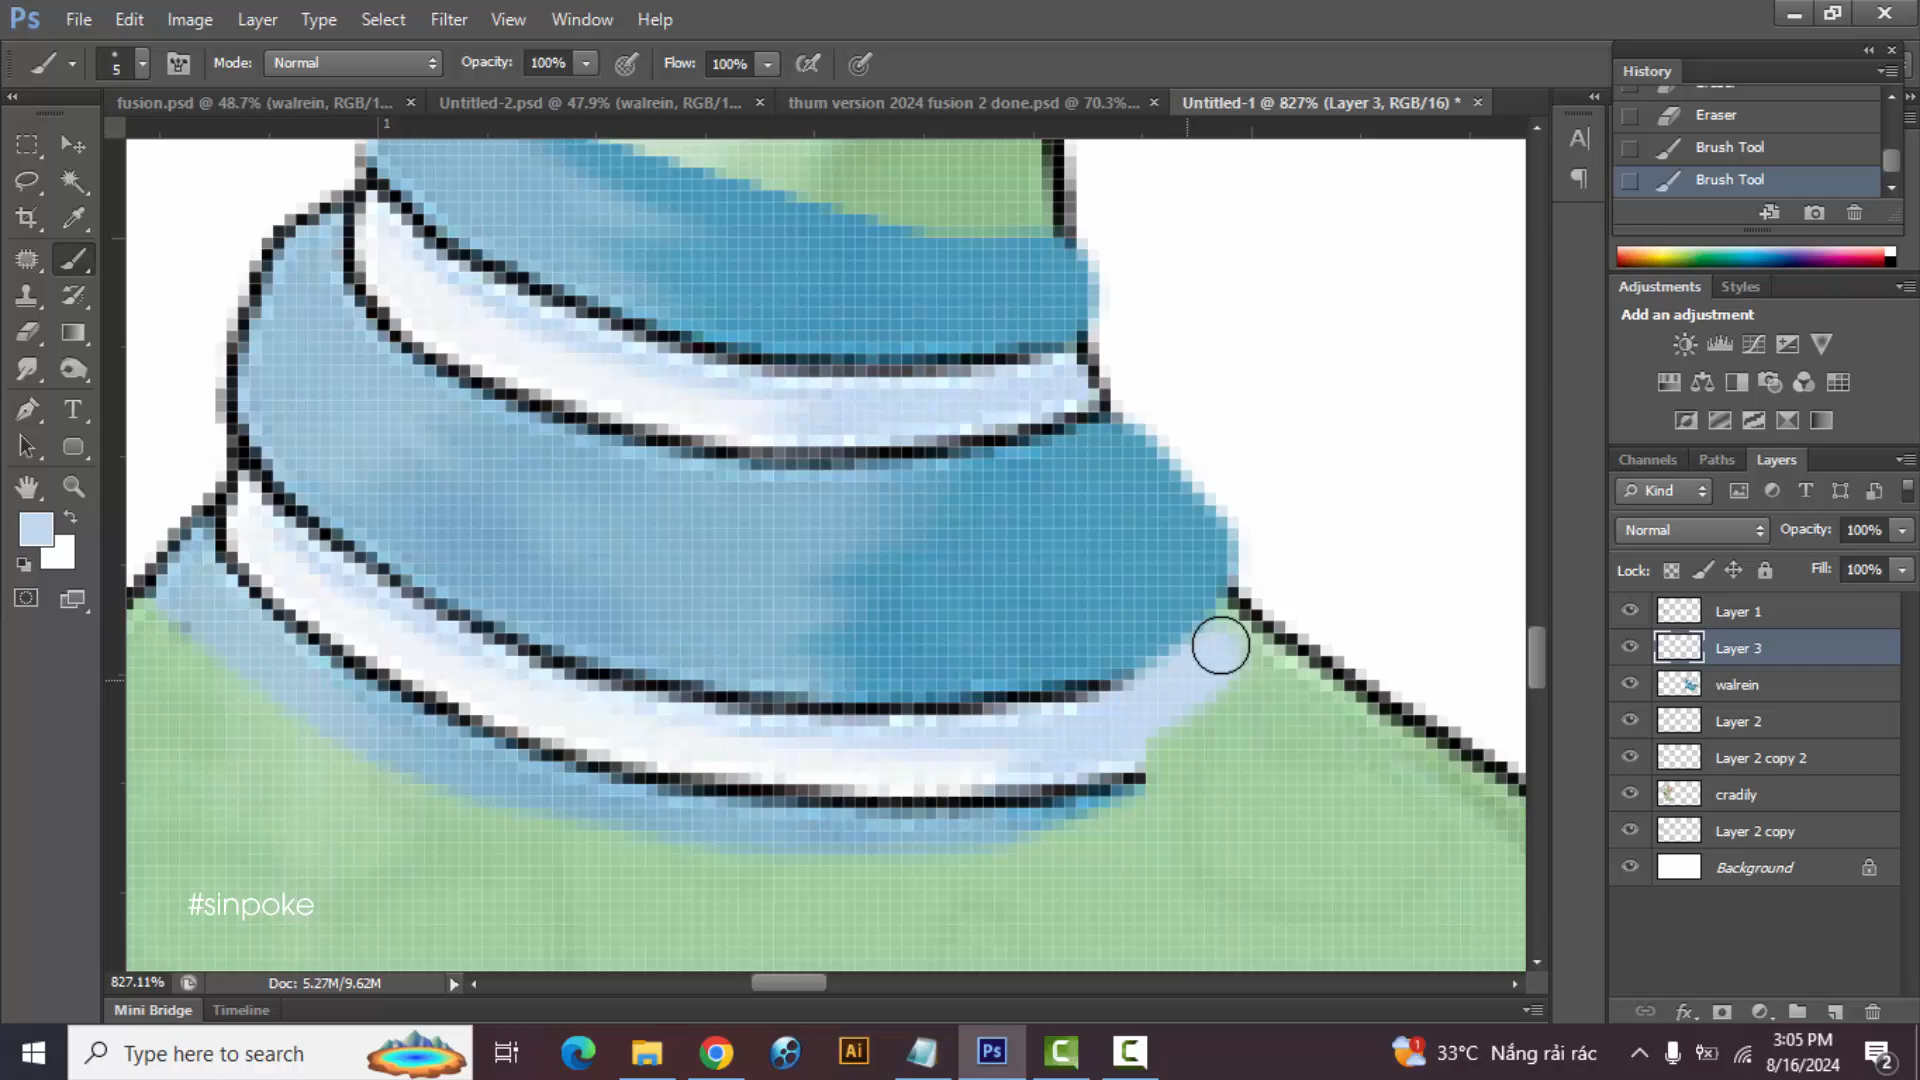 Ps File Edit Image Layer Type Select Filter View Window Help
5 Mode: Normal Opacity: 100% Flow: 100%
fusion.psd @ 48.7% (walrein, RGB/1... Untitled-2.psd @ 47.9% (walrein, RGB/1... thum version 2024 fusion 2 done.psd @ 70.3%... Untitled-1 @ 827% (Layer 3, RGB/16) *
1
History
Eraser
Brush Tool
Brush Tool
Adjustments Styles
Add an adjustment
Channels Paths Layers
Kind
Normal Opacity: 100%
Lock: Fill: 100%
Layer 1
Layer 3
walrein
Layer 2
Layer 2 copy 2
cradily
Layer 2 copy
Background
#sinpoke
827.11% Doc: 5.27M/9.62M
Mini Bridge Timeline
Type here to search
Ai Ps
33°C Nắng rải rác
3:05 PM
8/16/2024
2